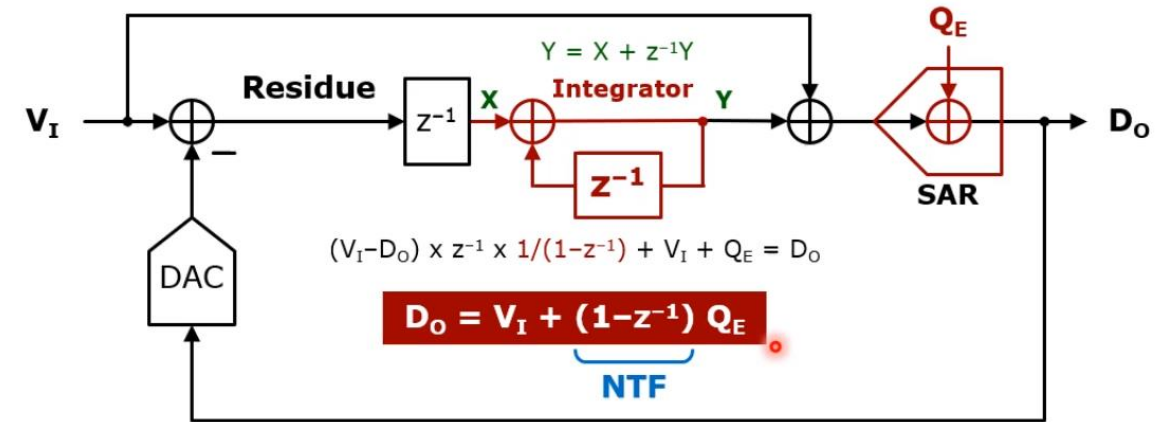 Q_E
Y = X + z⁻¹Y
Residue
X
Integrator
Y
V_I
z⁻¹
D_O
z⁻¹
SAR
(V_I–D_O) x z⁻¹ x 1/(1–z⁻¹) + V_I + Q_E = D_O
DAC
D_O = V_I + (1–z⁻¹) Q_E
NTF